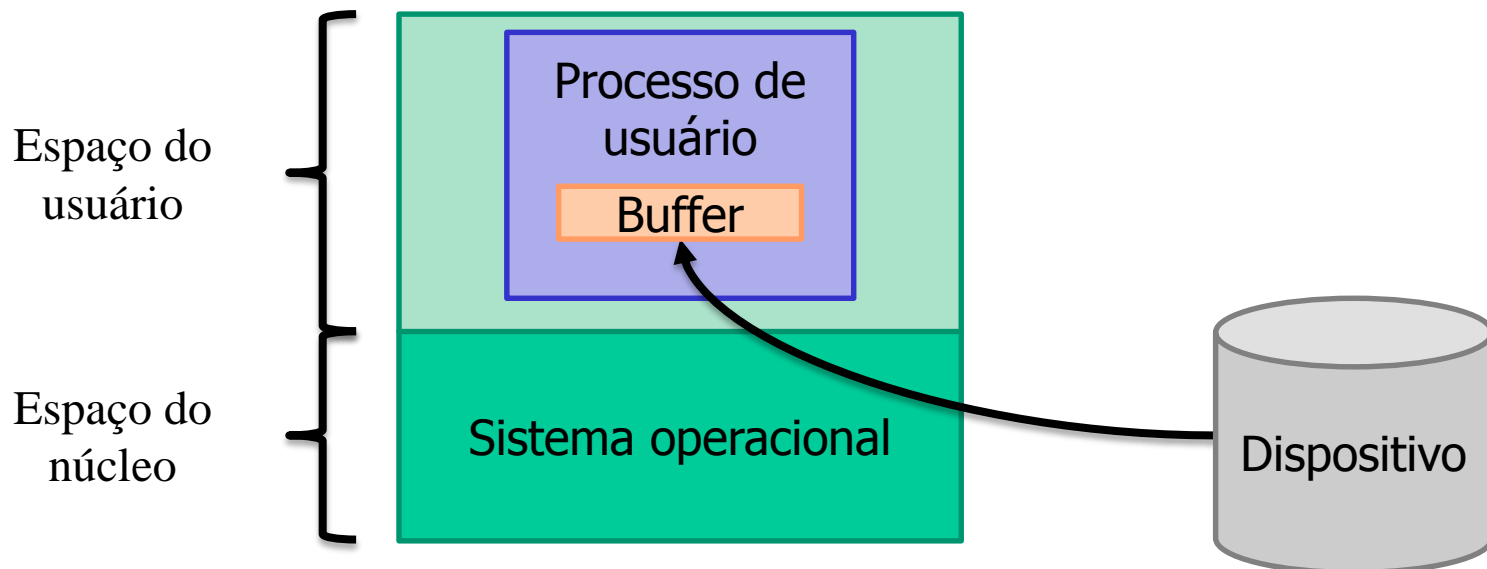 Processo de
usuário
Buffer
Espaço do
usuário
Espaço do
núcleo
Sistema operacional
Dispositivo